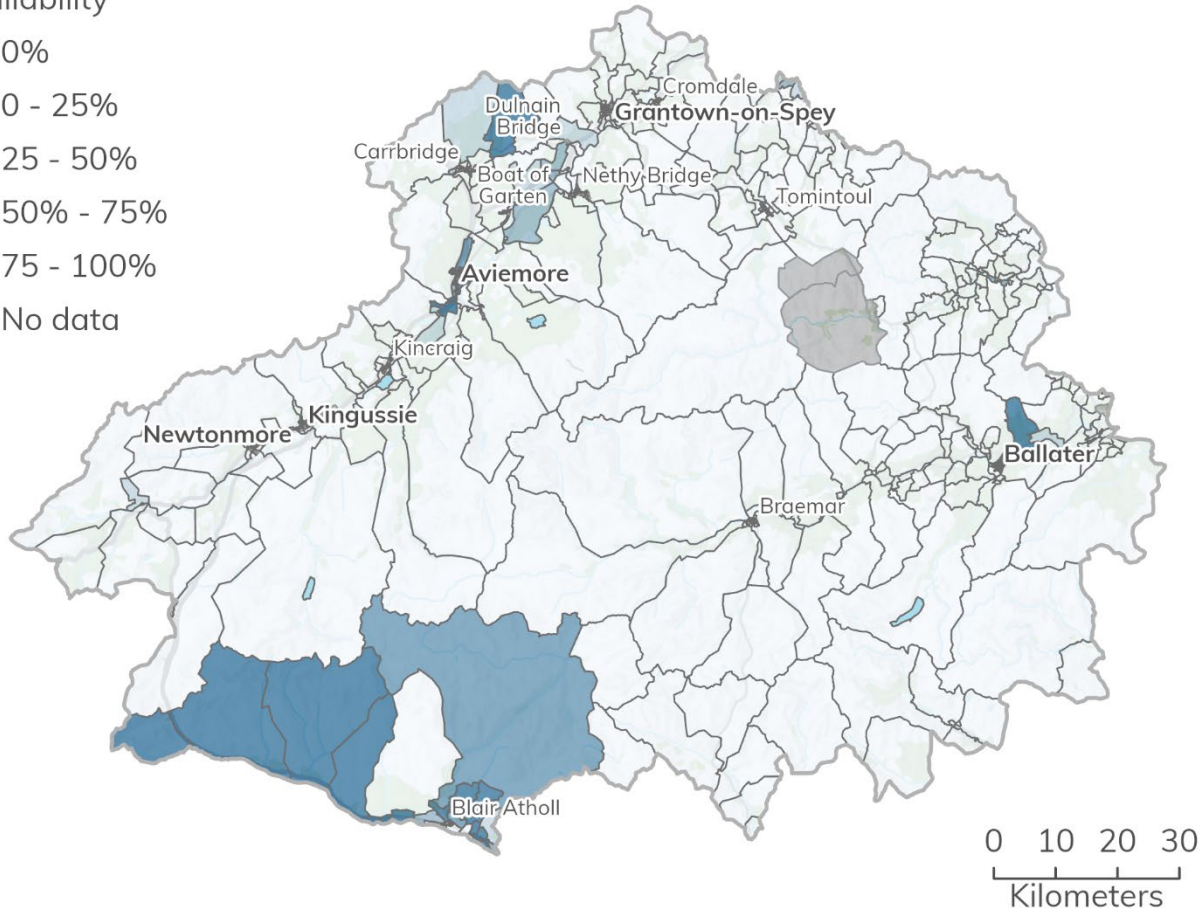 0%
0 - 25%
25 - 50%
50% - 75%
75 - 100%
No data
Cromdale
Dulnain
Bridge
Grantown-on-Spey
Carrbridge
Boat of
Garten
Nethy Bridge
Tomintoul
Aviemore
Kincraig
Kingussie
Newtonmore
Ballater
Braemar
Blair Atholl
0 10 20 30
Kilometers